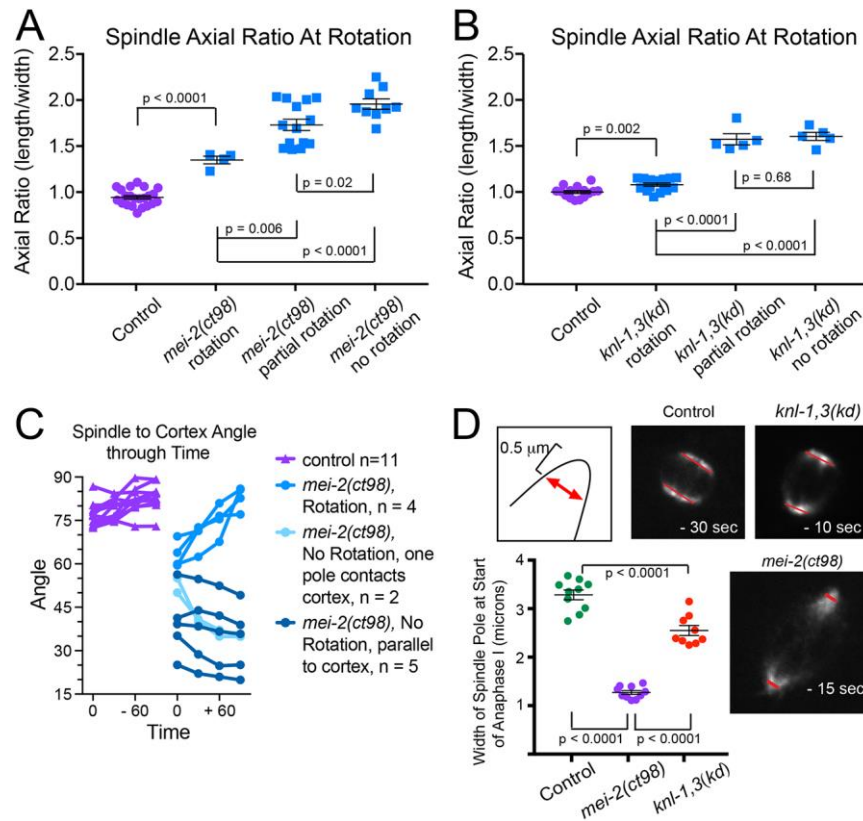 A
Spindle Axial Ratio At Rotation
Axial Ratio (length/width)
2.5
2.0
1.5
1.0
0.5
0.0
p < 0.0001
p = 0.02
p = 0.006
p < 0.0001
Control
mei-2(ct98) rotation
mei-2(ct98) partial rotation
mei-2(ct98) no rotation
B
Spindle Axial Ratio At Rotation
Axial Ratio (length/width)
2.5
2.0
1.5
1.0
0.5
0.0
p = 0.002
p = 0.68
p < 0.0001
p < 0.0001
Control
knl-1,3(kd) rotation
knl-1,3(kd) partial rotation
knl-1,3(kd) no rotation
C
Spindle to Cortex Angle
through Time
Angle
90
75
60
45
30
15
0
- 60
0
+ 60
Time
control n=11
mei-2(ct98),
Rotation, n = 4
mei-2(ct98),
No Rotation, one
pole contacts
cortex, n = 2
mei-2(ct98), No
Rotation, parallel
to cortex, n = 5
D
0.5 μm
Control
- 30 sec
knl-1,3(kd)
- 10 sec
mei-2(ct98)
- 15 sec
Width of Spindle Pole at Start
of Anaphase I (microns)
4
3
2
1
p < 0.0001
p < 0.0001
p < 0.0001
Control
mei-2(ct98)
knl-1,3(kd)